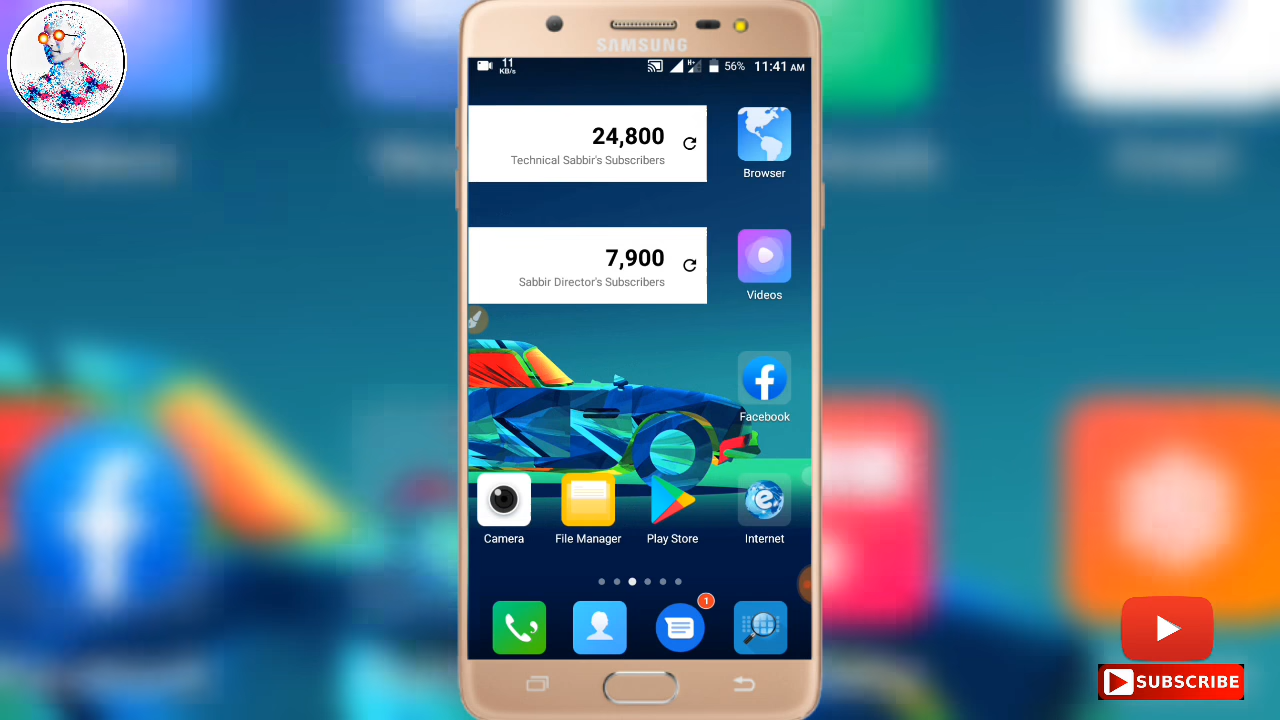 SAMSUNG
11
KB/s
H+
56%
11:41 AM
24,800
Technical Sabbir's Subscribers
Browser
7,900
Sabbir Director's Subscribers
Videos
Facebook
Camera
File Manager
Play Store
Internet
1
SUBSCRIBE